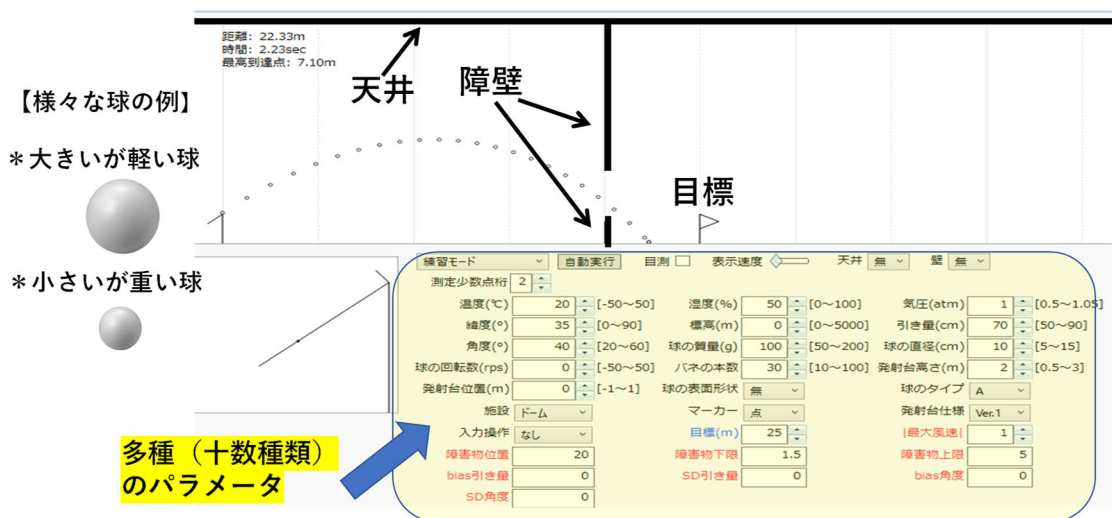 距離: 22.33m
時間: 2.23sec
最高到達点: 7.10m
天井
障壁
【様々な球の例】
＊大きいが軽い球
目標
＊小さいが重い球
練習モード 自動実行 目測 表示速度 天井 無 壁 無
測定少数点桁 2
温度(℃) 20 [-50~50] 湿度(%) 50 [0~100] 気圧(atm) 1 [0.5~1.05]
緯度(°) 35 [0~90] 標高(m) 0 [0~5000] 引き量(cm) 70 [50~90]
角度(°) 40 [20~60] 球の質量(g) 100 [50~200] 球の直径(cm) 10 [5~15]
球の回転数(rps) 0 [-50~50] バネの本数 30 [10~100] 発射台高さ(m) 2 [0.5~3]
発射台位置(m) 0 [-1~1] 球の表面形状 無 球のタイプ A
施設 ドーム マーカー 点 発射台仕様 Ver.1
入力操作 なし 目標(m) 25 |最大風速| 1
障害物位置 20 障害物下限 1.5 障害物上限 5
bias引き量 0 SD引き量 0 bias角度 0
SD角度 0
多種（十数種類）
のパラメータ